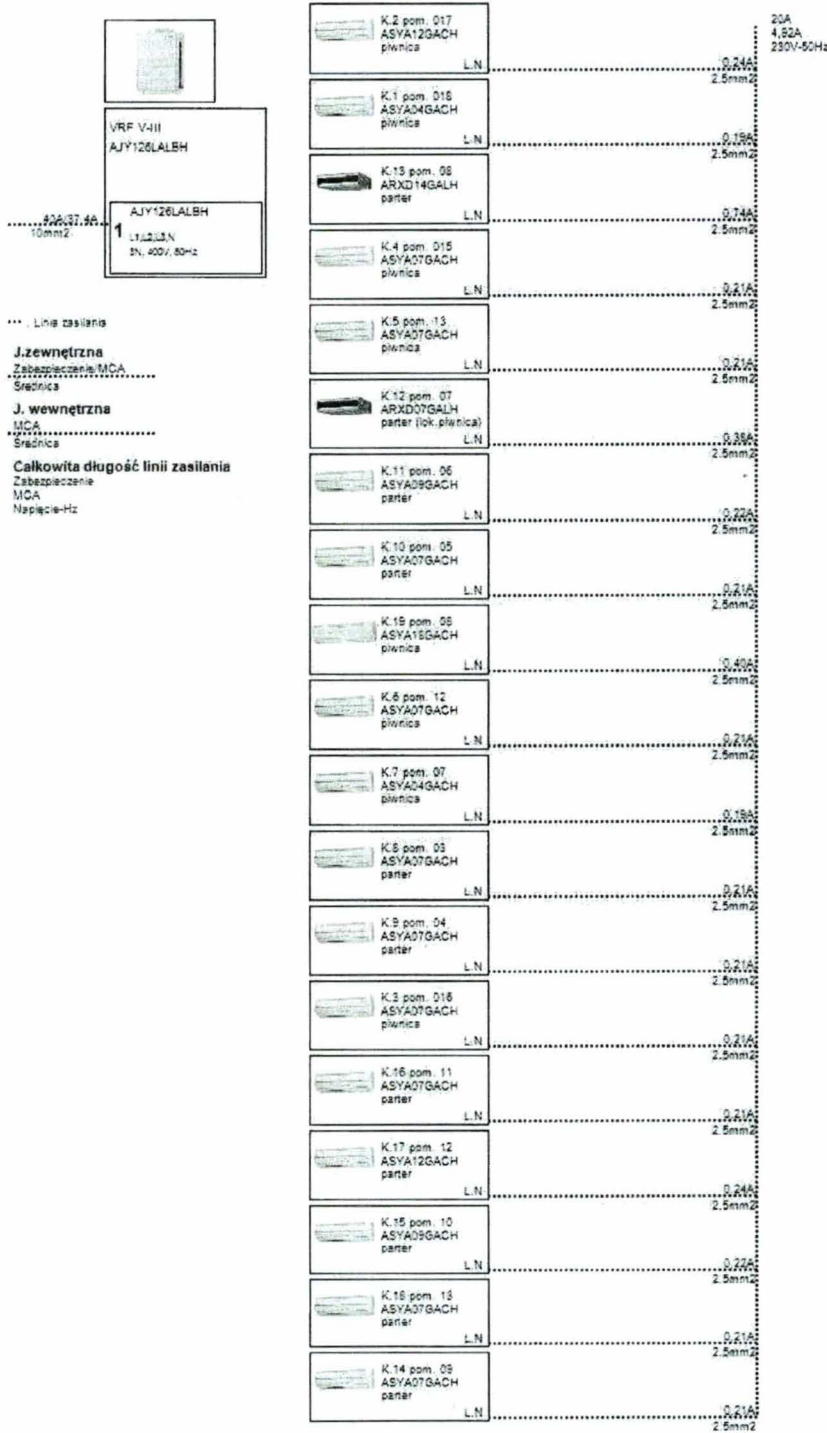 VRF V-III
AJY126LALBH
AJY126LALBH
1
L1,L2,L3,N
3N, 400V, 50Hz
40A/37.4A
10mm2
.... Linia zasilania
J.zewnętrzna
Zabezpieczenie/MCA
Średnica
J. wewnętrzna
MCA
Średnica
Całkowita długość linii zasilania
Zabezpieczenie
MCA
Napięcie-Hz
20A
4,92A
230V-50Hz
K.2 pom. 017
ASYA12GACH
piwnica
L.N
0,24A
2.5mm2
K.1 pom. 018
ASYA04GACH
piwnica
L.N
0,19A
2.5mm2
K.13 pom. 08
ARXD14GALH
parter
L.N
0,74A
2.5mm2
K.4 pom. 015
ASYA07GACH
piwnica
L.N
0,21A
2.5mm2
K.5 pom. 13
ASYA07GACH
piwnica
L.N
0,21A
2.5mm2
K.12 pom. 07
ARXD07GALH
parter (lok.piwnica)
L.N
0,38A
2.5mm2
K.11 pom. 06
ASYA09GACH
parter
L.N
0,22A
2.5mm2
K.10 pom. 05
ASYA07GACH
parter
L.N
0,21A
2.5mm2
K.19 pom. 08
ASYA18GACH
piwnica
L.N
0,40A
2.5mm2
K.6 pom. 12
ASYA07GACH
piwnica
L.N
0,21A
2.5mm2
K.7 pom. 07
ASYA04GACH
piwnica
L.N
0,19A
2.5mm2
K.8 pom. 03
ASYA07GACH
parter
L.N
0,21A
2.5mm2
K.9 pom. 04
ASYA07GACH
parter
L.N
0,21A
2.5mm2
K.3 pom. 016
ASYA07GACH
piwnica
L.N
0,21A
2.5mm2
K.16 pom. 11
ASYA07GACH
parter
L.N
0,21A
2.5mm2
K.17 pom. 12
ASYA12GACH
parter
L.N
0,24A
2.5mm2
K.15 pom. 10
ASYA09GACH
parter
L.N
0,22A
2.5mm2
K.18 pom. 13
ASYA07GACH
parter
L.N
0,21A
2.5mm2
K.14 pom. 09
ASYA07GACH
parter
L.N
0,21A
2.5mm2